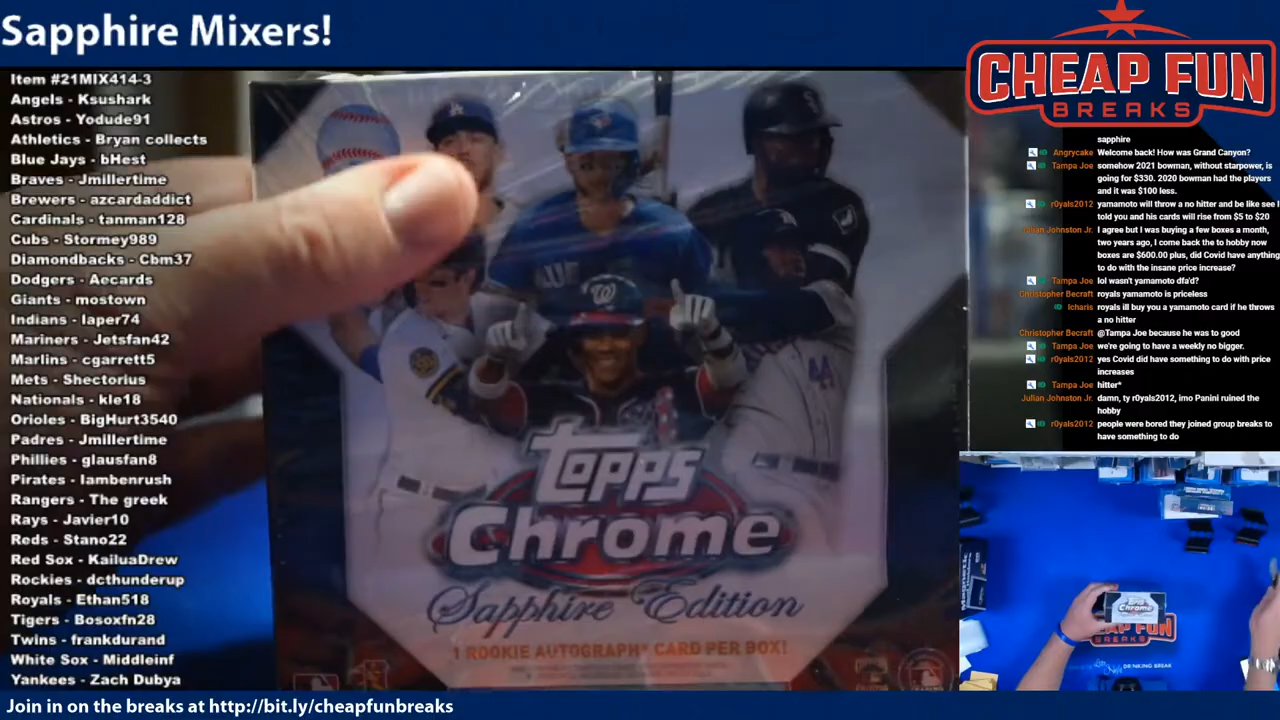 Sapphire Mixers!
Item #21MIX414-3
Angels - Ksushark
Astros - Yodude91
Athletics - Bryan collects
Blue Jays - bHest
Braves - Jmillertime
Brewers - azcardaddict
Cardinals - tanman128
Cubs - Stormey989
Diamondbacks - Cbm37
Dodgers - Aecards
Giants - mostown
Indians - laper74
Mariners - Jetsfan42
Marlins - cgarrett5
Mets - Shectorius
Nationals - kle18
Orioles - BigHurt3540
Padres - Jmillertime
Phillies - glausfan8
Pirates - Iambenrush
Rangers - The greek
Rays - Javier10
Reds - Stano22
Red Sox - KailuaDrew
Rockies - dcthunderup
Royals - Ethan518
Tigers - Bosoxfn28
Twins - frankdurand
White Sox - Middleinf
Yankees - Zach Dubya
Join in on the breaks at http://bit.ly/cheapfunbreaks
W
44
Topps
Chrome
Sapphire Edition
1 ROOKIE AUTOGRAPH CARD PER BOX!
CHEAP FUN
BREAKS
sapphire
Angrycake Welcome back! How was Grand Canyon?
Tampa Joe somehow 2021 bowman, without starpower, is
going for $330. 2020 bowman had the players
and it was $100 less.
r0yals2012 yamamoto will throw a no hitter and be like see I
told you and his cards will rise from $5 to $20
Julian Johnston Jr. I agree but I was buying a few boxes a month,
two years ago, I come back the to hobby now
boxes are $600.00 plus, did Covid have anything
to do with the insane price increase?
Tampa Joe lol wasn't yamamoto dfa'd?
Christopher Becraft royals yamamoto is priceless
Icharis royals ill buy you a yamamoto card if he throws
a no hitter
Christopher Becraft @Tampa Joe because he was to good
Tampa Joe we're going to have a weekly no bigger.
r0yals2012 yes Covid did have something to do with price
increases
Tampa Joe hitter*
Julian Johnston Jr. damn, ty r0yals2012, imo Panini ruined the
hobby
r0yals2012 people were bored they joined group breaks to
have something to do
Chrome
CHEAP FUN
BREAKS
DRINKING BREAK